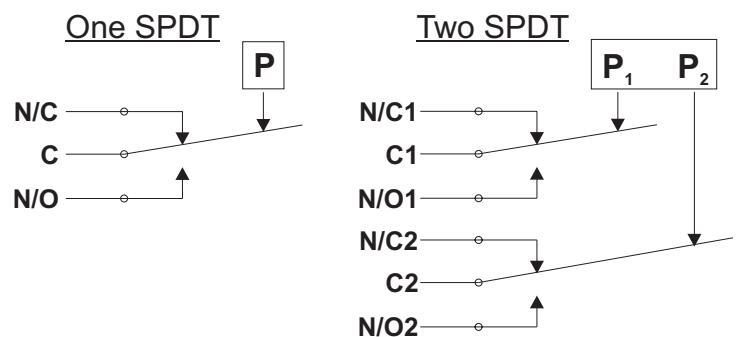 One SPDT
P
N/C
C
N/O
Two SPDT
P1 P2
N/C1
C1
N/O1
N/C2
C2
N/O2